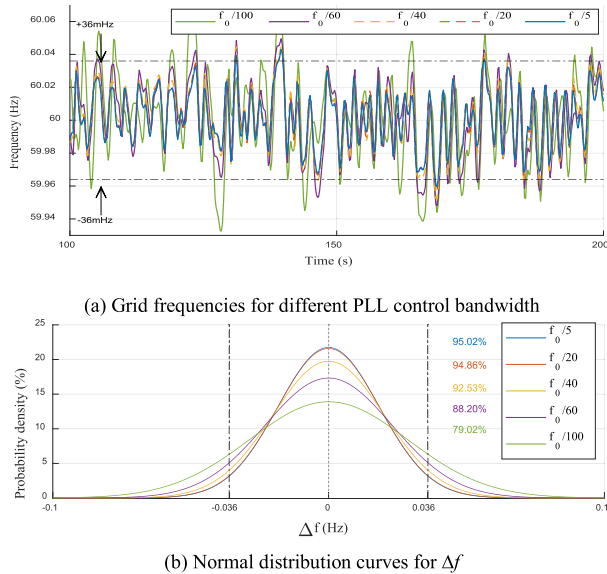 +36mHz
f0/100 f0/60 f0/40 f0/20 f0/5
60.06
60.04
60.02
60
59.98
59.96
59.94
Frequency (Hz)
-36mHz
100 150 200
Time (s)
(a) Grid frequencies for different PLL control bandwidth
25
20
15
10
5
0
Probability density (%)
95.02%
94.86%
92.53%
88.20%
79.02%
f0/5
f0/20
f0/40
f0/60
f0/100
-0.1 -0.036 0 0.036 0.1
Δf (Hz)
(b) Normal distribution curves for Δf